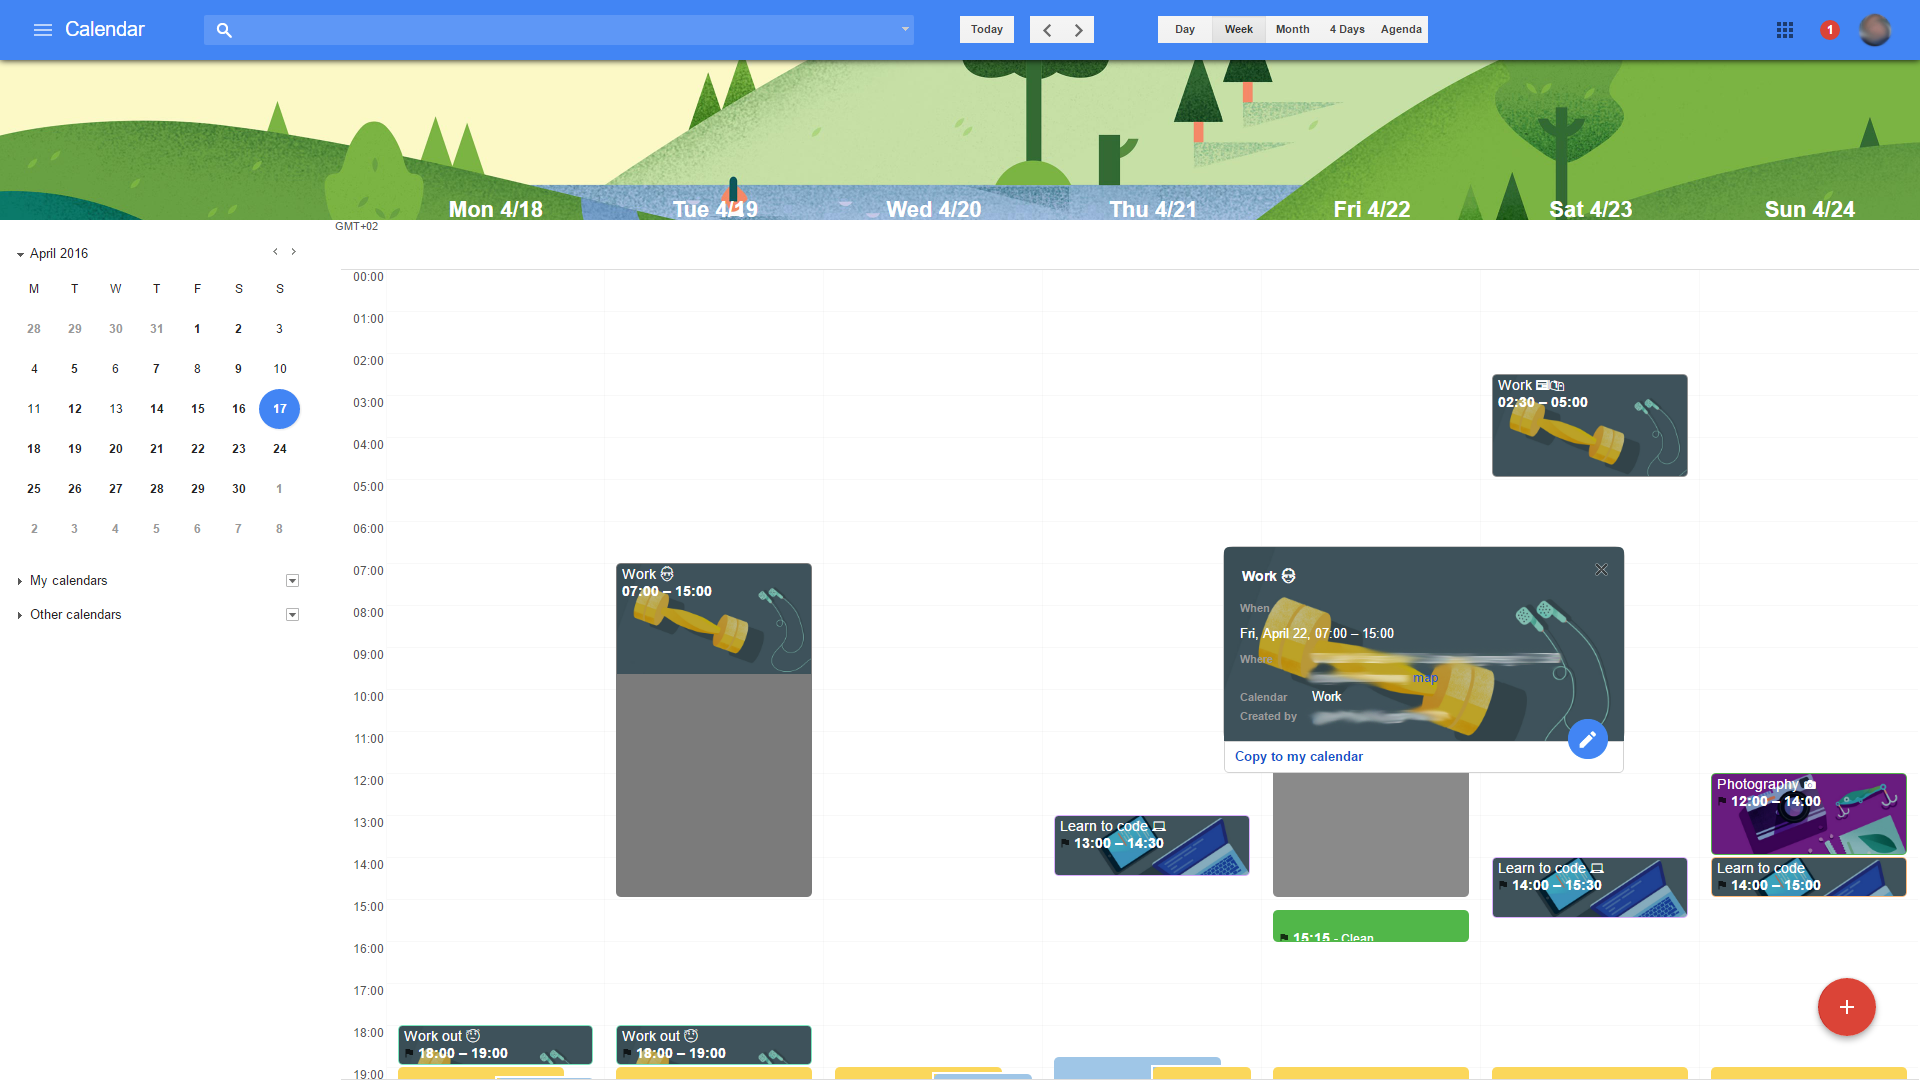 Calendar
Today
Day Week Month 4 Days Agenda
1
Mon 4/18 Tue 4/19 Wed 4/20 Thu 4/21 Fri 4/22 Sat 4/23 Sun 4/24
GMT+02
April 2016
M T W T F S S
28 29 30 31 1 2 3
4 5 6 7 8 9 10
11 12 13 14 15 16 17
18 19 20 21 22 23 24
25 26 27 28 29 30 1
2 3 4 5 6 7 8
My calendars
Other calendars
00:00
01:00
02:00
03:00
04:00
05:00
06:00
07:00
08:00
09:00
10:00
11:00
12:00
13:00
14:00
15:00
16:00
17:00
18:00
19:00
Work out
18:00 – 19:00
Work
07:00 – 15:00
Work out
18:00 – 19:00
Learn to code
13:00 – 14:30
Work
When
Fri, April 22, 07:00 – 15:00
Where
map
Calendar Work
Created by
Copy to my calendar
15:15 - Clean
Work
02:30 – 05:00
Learn to code
14:00 – 15:30
Photography
12:00 – 14:00
Learn to code
14:00 – 15:00